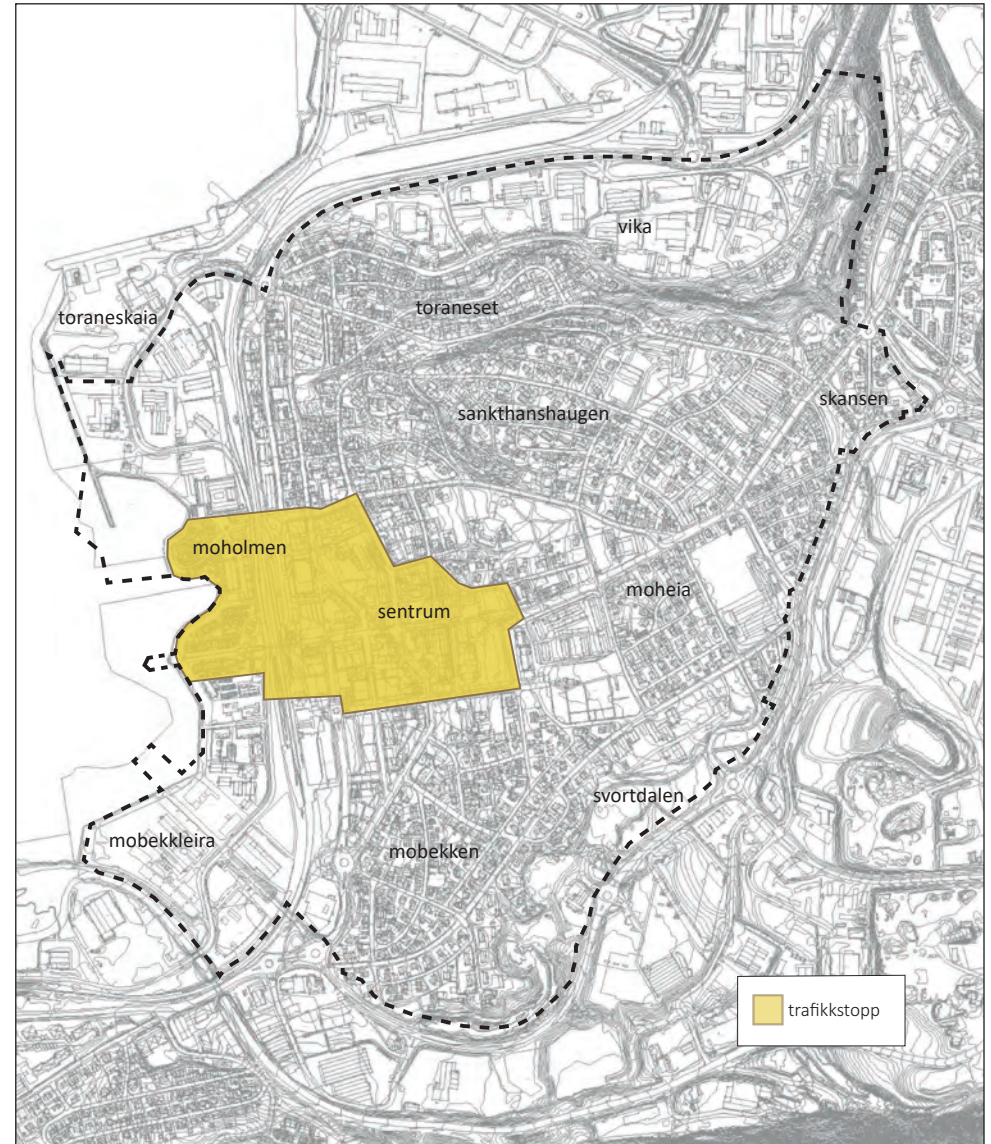 vika
toraneset
toraneskaia
skansen
sankthanshaugen
moholmen
moheia
sentrum
svortdalen
mobekkleira
mobekken
trafikkstopp